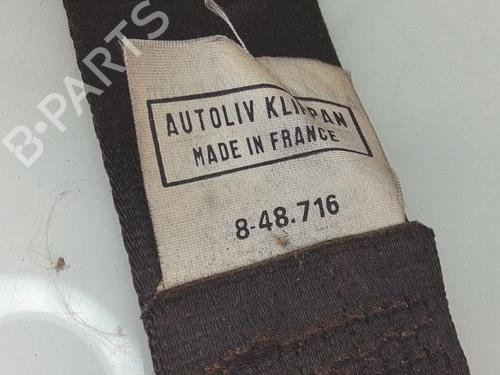 B-PARTS
AUTOLIV KLIPPAN
MADE IN FRANCE
8-48.716